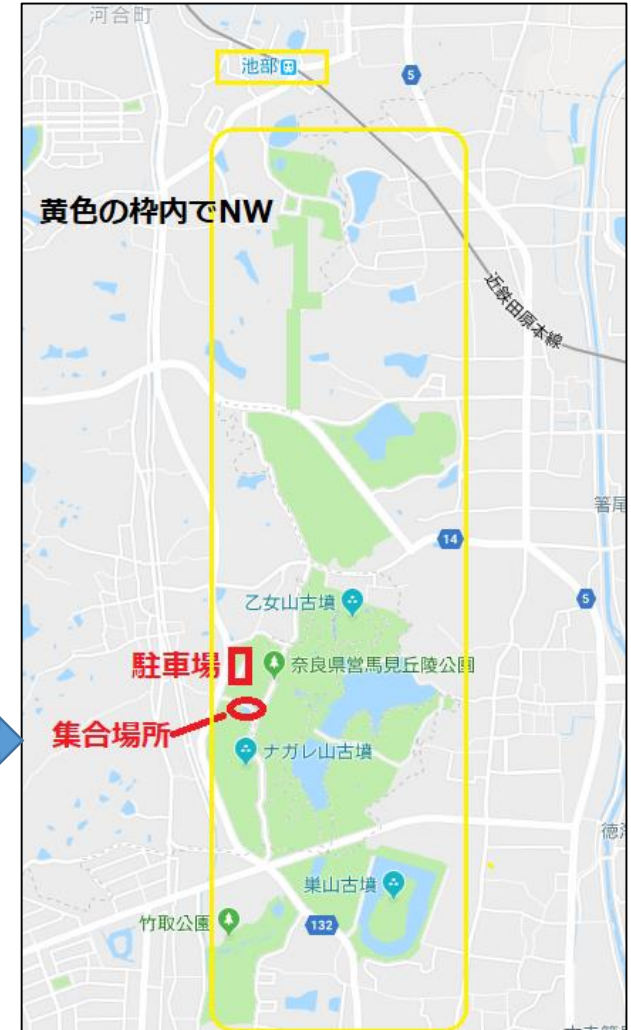 河合町
池部
5
黄色の枠内でNW
近鉄田原本線
箸尾
14
5
乙女山古墳
駐車場
奈良県営馬見丘陵公園
集合場所
ナガレ山古墳
巣山古墳
竹取公園
132